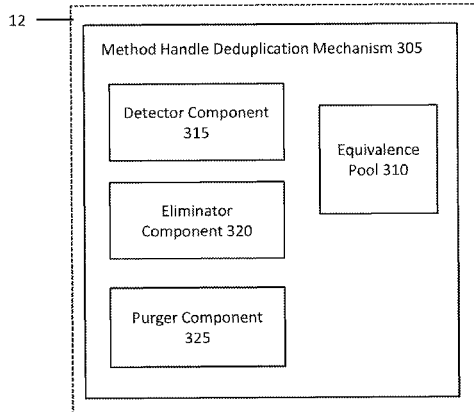 12
Method Handle Deduplication Mechanism 305
Detector Component
315
Equivalence
Pool 310
Eliminator
Component 320
Purger Component
325